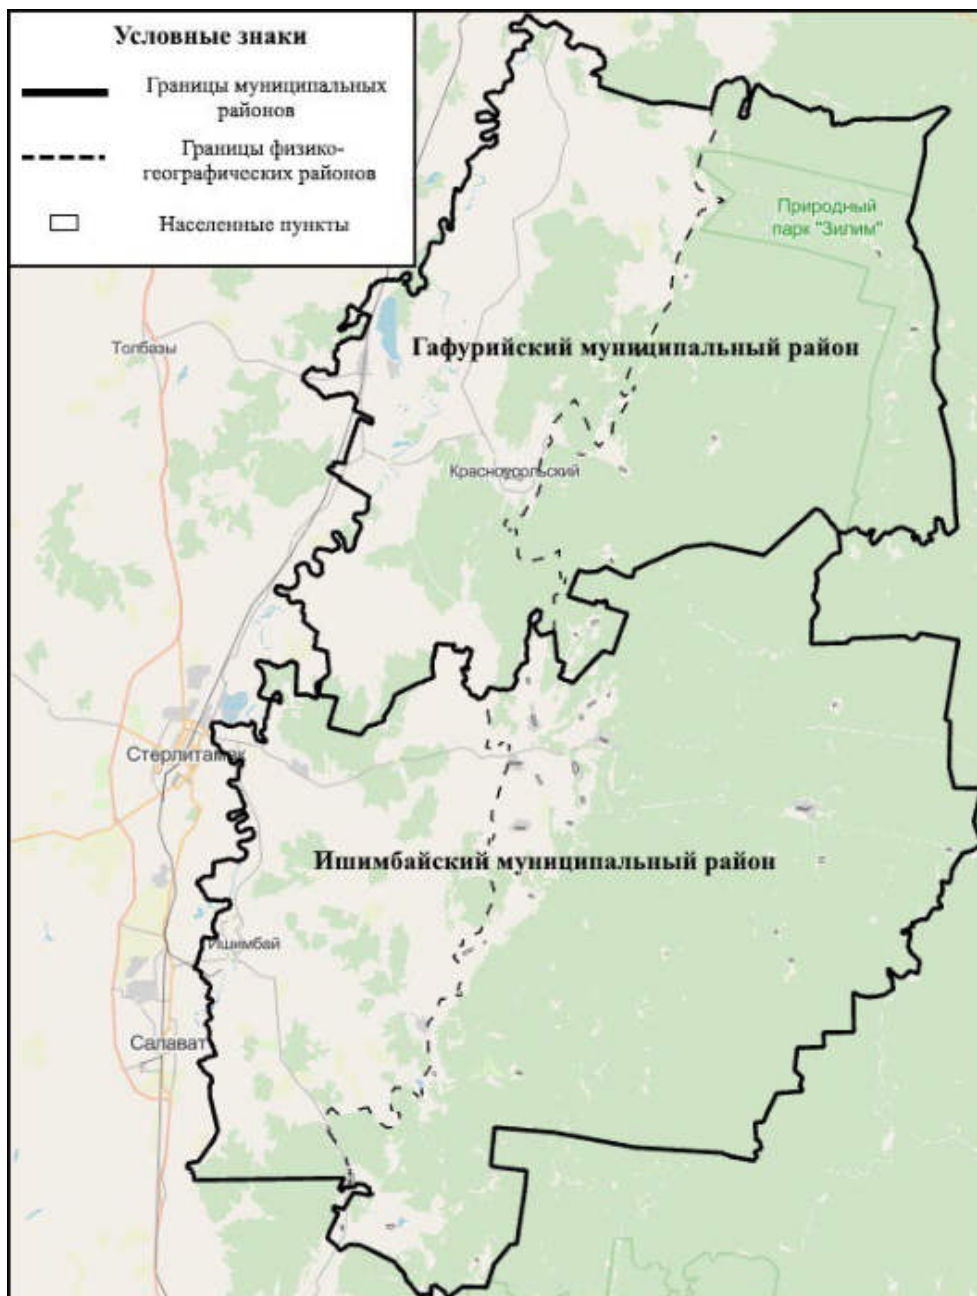 Условные знаки
Границы муниципальных
районов
Границы физико-
географических районов
Населенные пункты
Природный
парк "Зилим"
Толбазы
Гафурийский муниципальный район
Красноусольский
Стерлитамак
Ишимбайский муниципальный район
Ишимбай
Салават